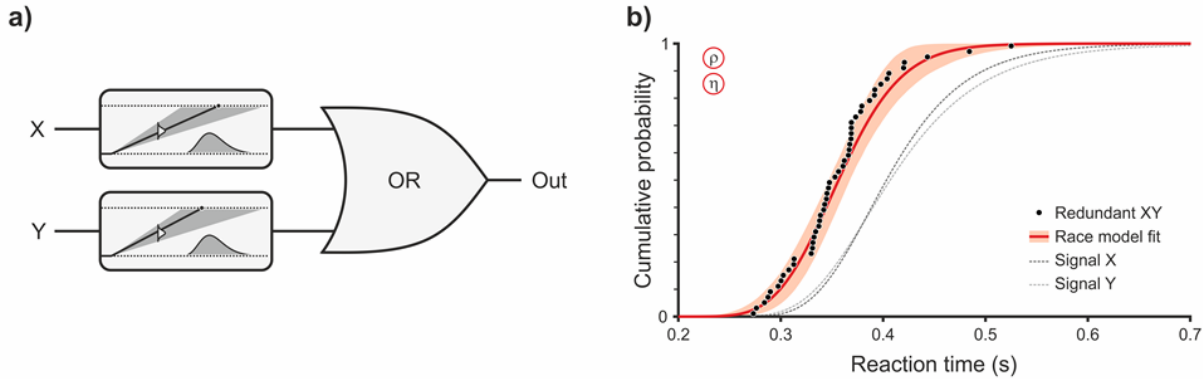 a)
X
Y
OR
Out
b)
Cumulative probability
1
0
ρ
η
Redundant XY
Race model fit
Signal X
Signal Y
0.2 0.3 0.4 0.5 0.6 0.7
Reaction time (s)